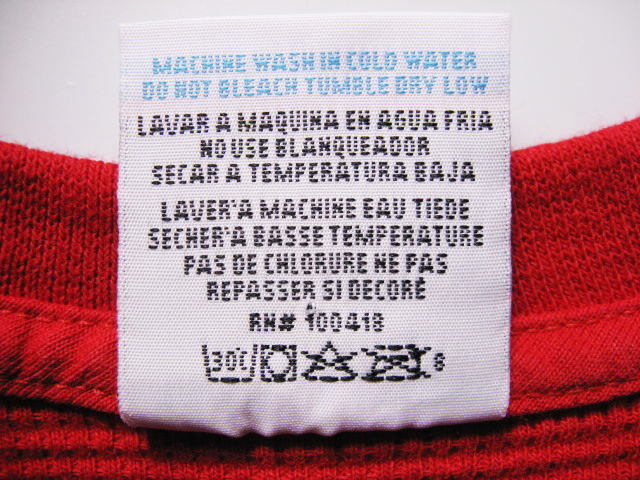 MACHINE WASH IN COLD WATER
DO NOT BLEACH TUMBLE DRY LOW
LAVAR A MAQUINA EN AGUA FRIA
NO USE BLANQUEADOR
SECAR A TEMPERATURA BAJA
LAVER'A MACHINE EAU TIEDE
SECHER'A BASSE TEMPERATURE
PAS DE CHLORURE NE PAS
REPASSER SI DECORÉ
RN# 100418
30C 8